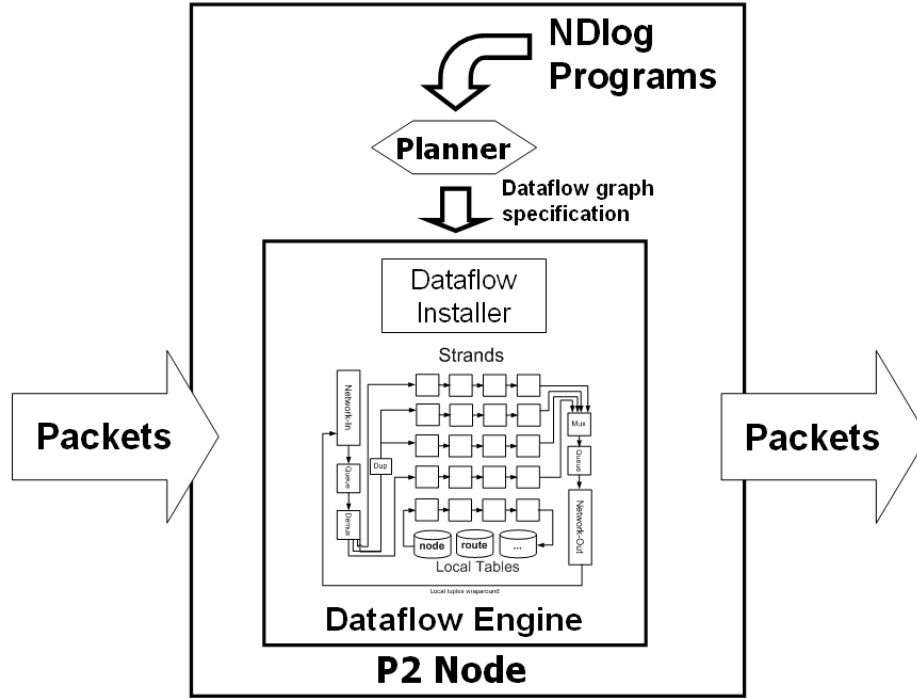 NDlog
Programs
Planner
Dataflow graph
specification
Dataflow
Installer
Strands
Packets
Packets
Network-In
Queue
Demux
Dup
Mux
Queue
Network-Out
node
route
...
Local Tables
Local tuples wraparound
Dataflow Engine
P2 Node